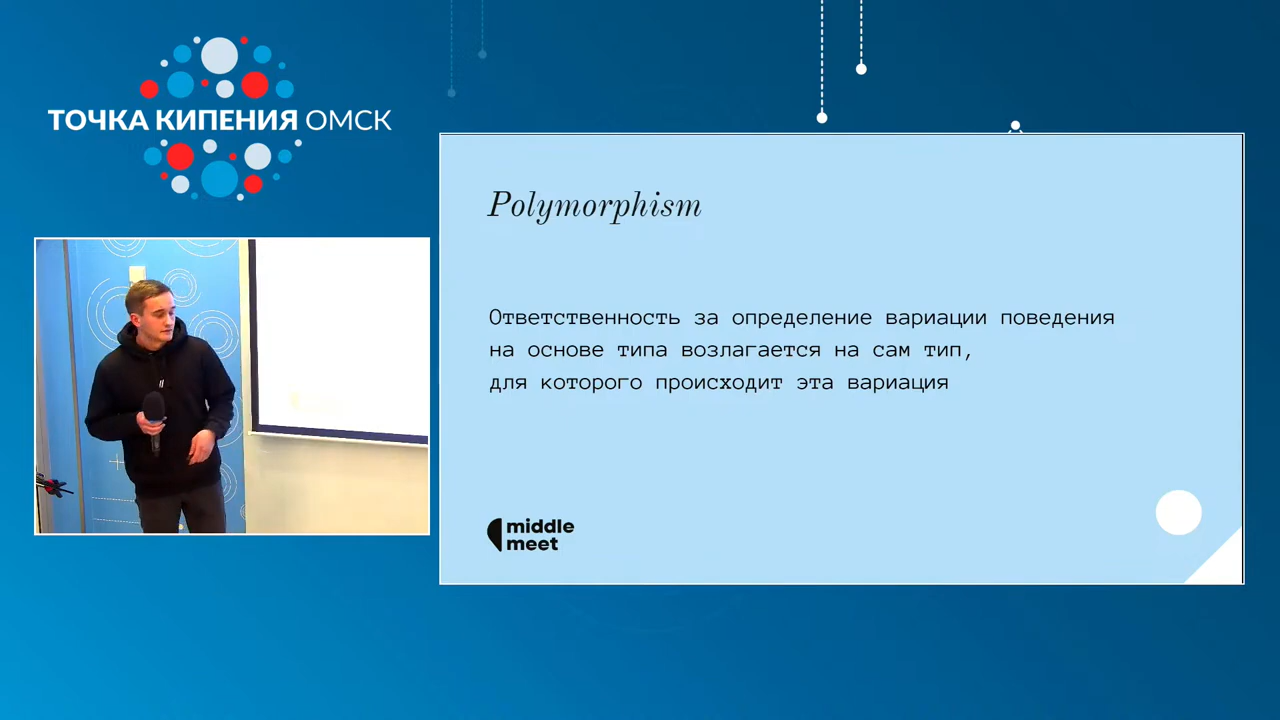 ТОЧКА КИПЕНИЯ ОМСК
Polymorphism
Ответственность за определение вариации поведения
на основе типа возлагается на сам тип,
для которого происходит эта вариация
middle
meet